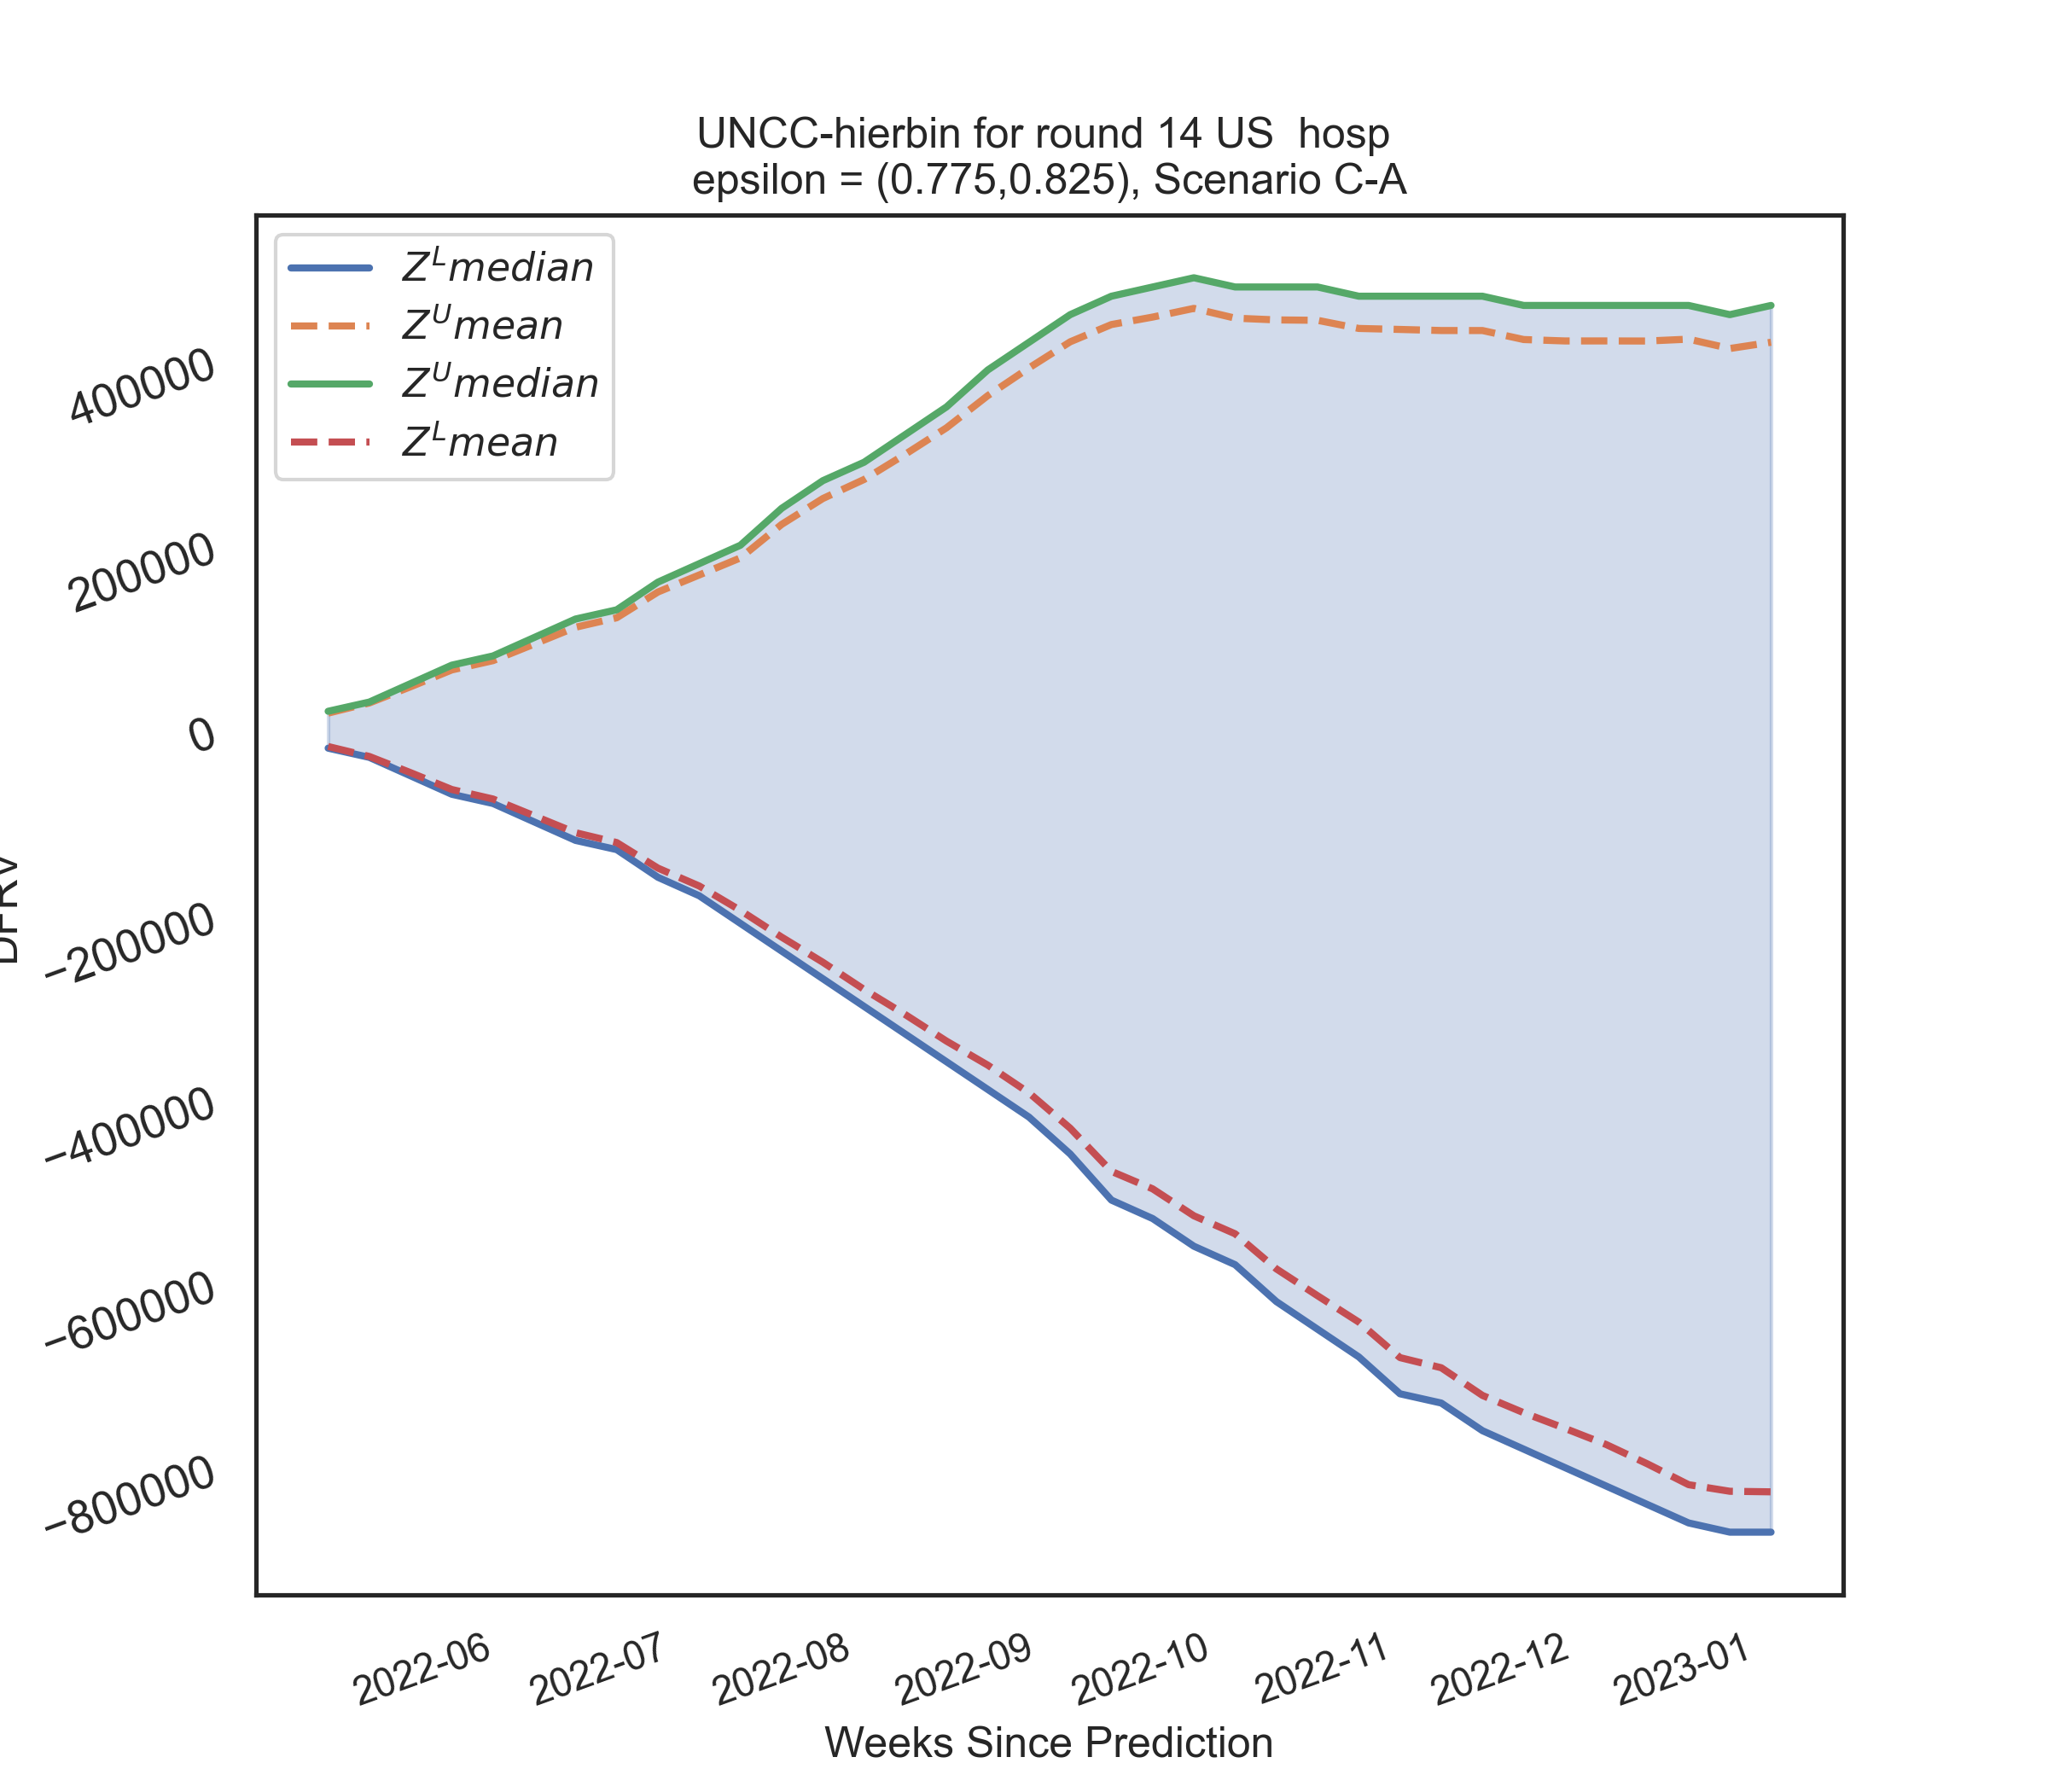 UNCC-hierbin for round 14 US  hosp
epsilon = (0.775,0.825), Scenario C-A
Z^L median
Z^U mean
Z^U median
Z^L mean
400000
200000
0
−200000
−400000
−600000
−800000
2022-06
2022-07
2022-08
2022-09
2022-10
2022-11
2022-12
2023-01
Weeks Since Prediction